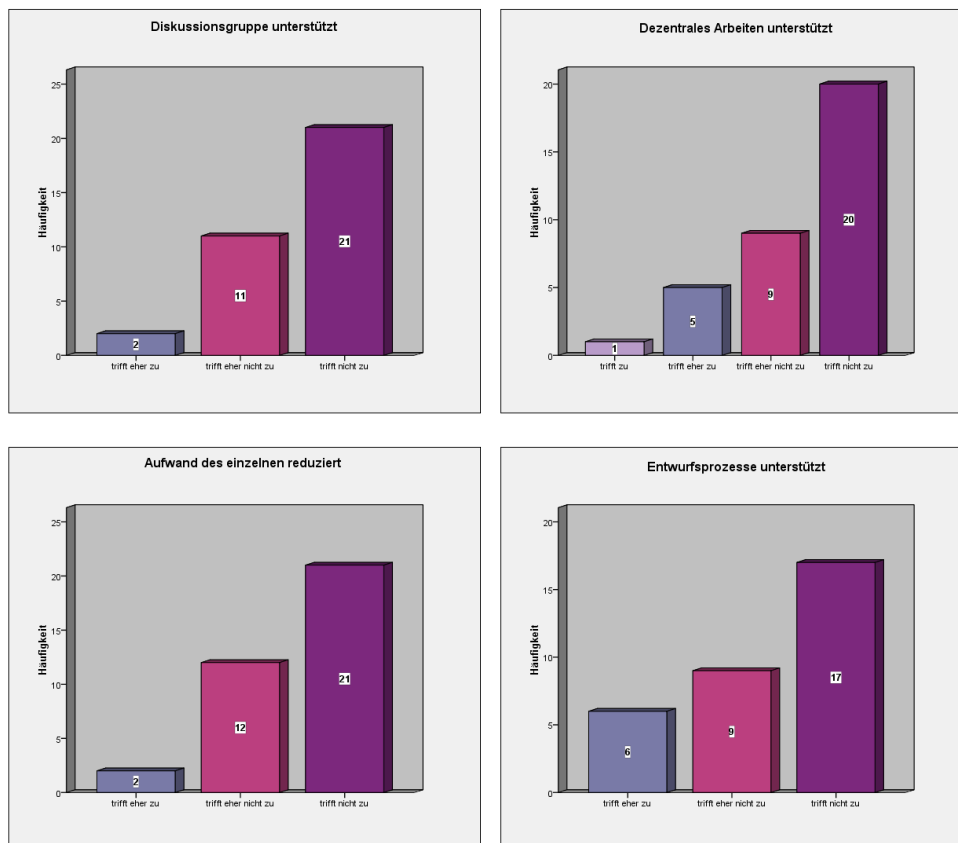 Diskussionsgruppe unterstützt
Häufigkeit
25
20
15
10
5
0
2
11
21
trifft eher zu
trifft eher nicht zu
trifft nicht zu
Dezentrales Arbeiten unterstützt
Häufigkeit
20
15
10
5
0
1
5
9
20
trifft zu
trifft eher zu
trifft eher nicht zu
trifft nicht zu
Aufwand des einzelnen reduziert
Häufigkeit
25
20
15
10
5
0
2
12
21
trifft eher zu
trifft eher nicht zu
trifft nicht zu
Entwurfsprozesse unterstützt
Häufigkeit
20
15
10
5
0
6
9
17
trifft eher zu
trifft eher nicht zu
trifft nicht zu